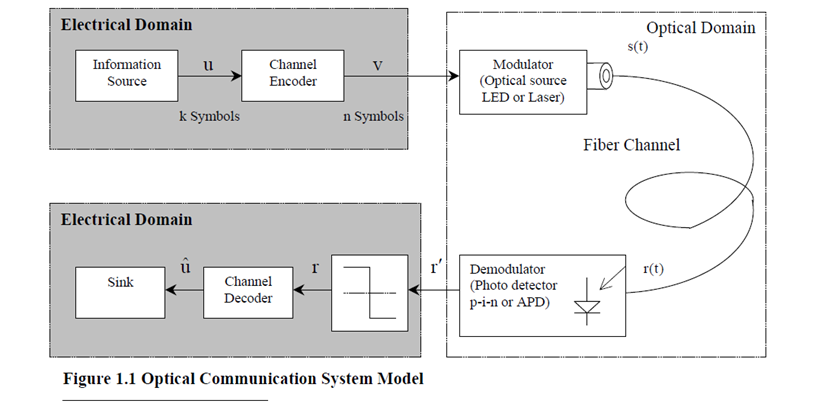 Electrical Domain
Information
Source
u
k Symbols
Channel
Encoder
v
n Symbols
Optical Domain
Modulator
(Optical source
LED or Laser)
s(t)
Fiber Channel
Electrical Domain
Sink
û
Channel
Decoder
r
r′
Demodulator
(Photo detector
p-i-n or APD)
r(t)
Figure 1.1 Optical Communication System Model